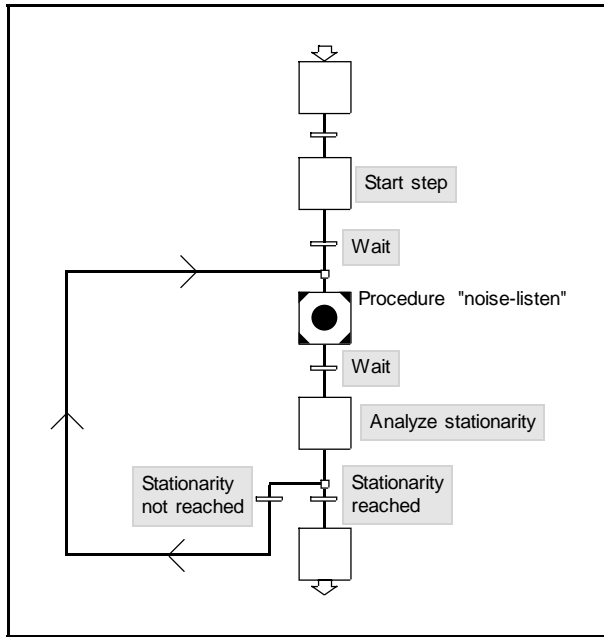 Start step
Wait
Procedure "noise-listen"
Wait
Analyze stationarity
Stationarity
not reached
Stationarity
reached